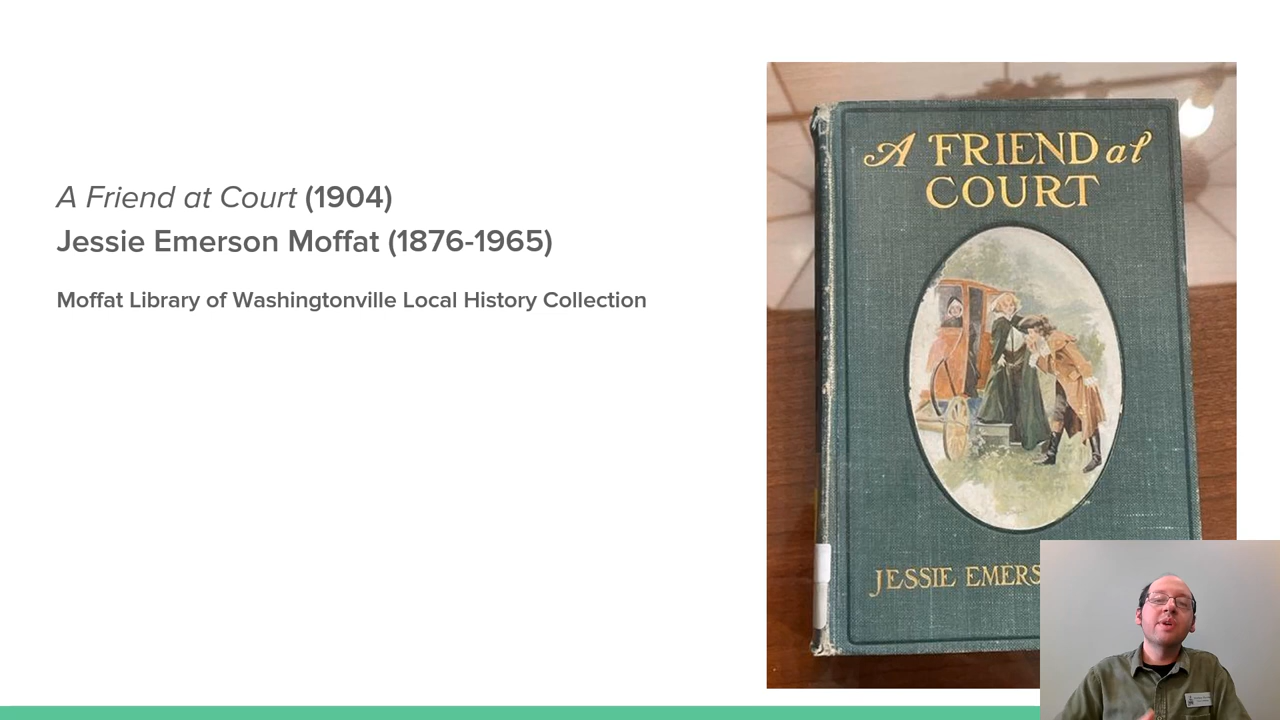 A Friend at Court (1904)
Jessie Emerson Moffat (1876-1965)
Moffat Library of Washingtonville Local History Collection
A FRIEND at
COURT
JESSIE EMERS